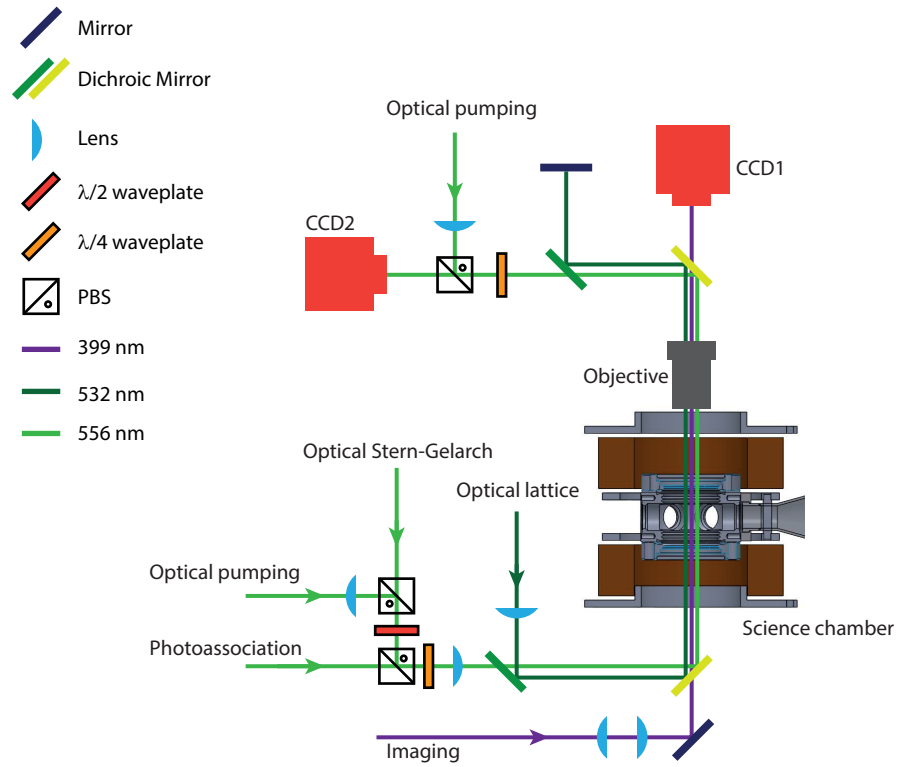 Mirror
Dichroic Mirror
Lens
λ/2 waveplate
λ/4 waveplate
PBS
399 nm
532 nm
556 nm
Optical pumping
CCD1
CCD2
Objective
Optical Stern-Gelarch
Optical lattice
Optical pumping
Photoassociation
Science chamber
Imaging